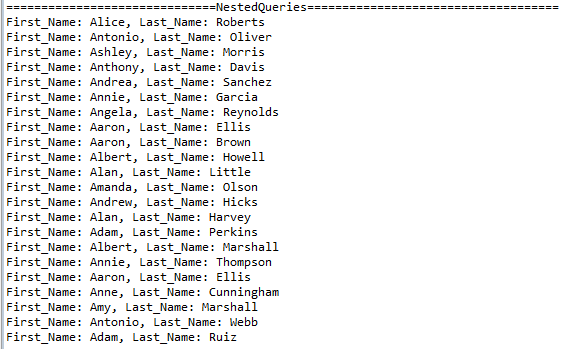 ==============================NestedQueries====================================
First_Name: Alice, Last_Name: Roberts
First_Name: Antonio, Last_Name: Oliver
First_Name: Ashley, Last_Name: Morris
First_Name: Anthony, Last_Name: Davis
First_Name: Andrea, Last_Name: Sanchez
First_Name: Annie, Last_Name: Garcia
First_Name: Angela, Last_Name: Reynolds
First_Name: Aaron, Last_Name: Ellis
First_Name: Aaron, Last_Name: Brown
First_Name: Albert, Last_Name: Howell
First_Name: Alan, Last_Name: Little
First_Name: Amanda, Last_Name: Olson
First_Name: Andrew, Last_Name: Hicks
First_Name: Alan, Last_Name: Harvey
First_Name: Adam, Last_Name: Perkins
First_Name: Albert, Last_Name: Marshall
First_Name: Annie, Last_Name: Thompson
First_Name: Aaron, Last_Name: Ellis
First_Name: Anne, Last_Name: Cunningham
First_Name: Amy, Last_Name: Marshall
First_Name: Antonio, Last_Name: Webb
First_Name: Adam, Last_Name: Ruiz